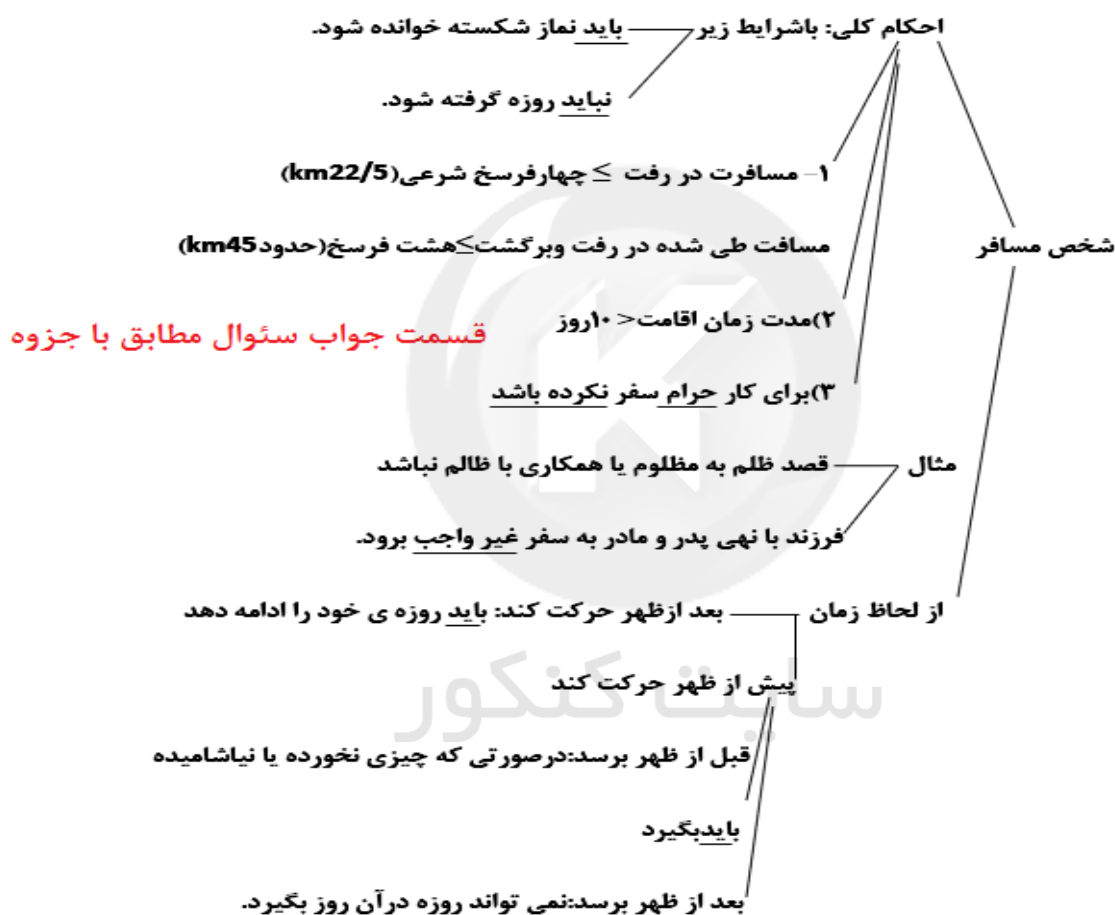 احکام کلی: باشرایط زیر باید نماز شکسته خوانده شود.
نباید روزه گرفته شود.
۱- مسافرت در رفت ≥ چهارفرسخ شرعی(km22/5)
شخص مسافر
مسافت طی شده در رفت وبرگشت≥هشت فرسخ(حدودkm45)
۲)مدت زمان اقامت< ۱۰روز
قسمت جواب سئوال مطابق با جزوه
۳)برای کار حرام سفر نکرده باشد
مثال قصد ظلم به مظلوم یا همکاری با ظالم نباشد
فرزند با نهی پدر و مادر به سفر غیر واجب برود.
از لحاظ زمان بعد ازظهر حرکت کند: باید روزه ی خود را ادامه دهد
پیش از ظهر حرکت کند
سایت کنکور
قبل از ظهر برسد:درصورتی که چیزی نخورده یا نیاشامیده
بایدبگیرد
بعد از ظهر برسد:نمی تواند روزه درآن روز بگیرد.